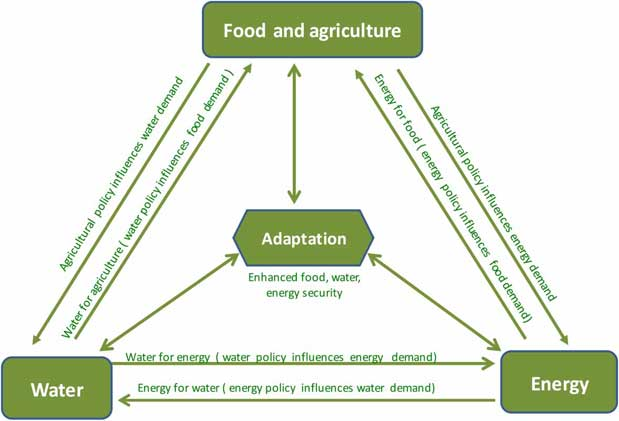 Food and agriculture
Agricultural policy influences water demand
Water for agriculture ( water policy influences food demand )
Energy for food ( energy policy influences food demand)
Agricultural policy influences energy demand
Adaptation
Enhanced food, water,
energy security
Water for energy ( water policy influences energy demand)
Water
Energy
Energy for water ( energy policy influences water demand)